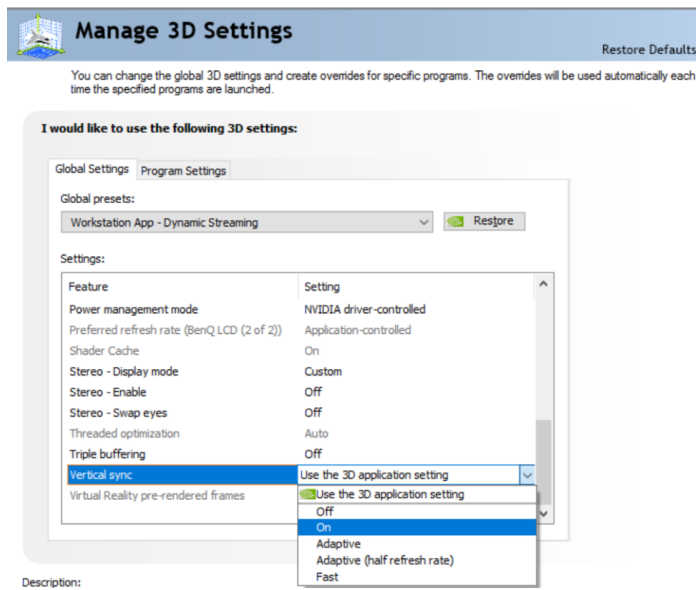 Manage 3D Settings
Restore Defaults
You can change the global 3D settings and create overrides for specific programs. The overrides will be used automatically each
time the specified programs are launched.
I would like to use the following 3D settings:
Global Settings
Program Settings
Global presets:
Workstation App - Dynamic Streaming
Restore
Settings:
Feature Setting
Power management mode NVIDIA driver-controlled
Preferred refresh rate (BenQ LCD (2 of 2)) Application-controlled
Shader Cache On
Stereo - Display mode Custom
Stereo - Enable Off
Stereo - Swap eyes Off
Threaded optimization Auto
Triple buffering Off
Vertical sync Use the 3D application setting
Virtual Reality pre-rendered frames Use the 3D application setting
Off
On
Adaptive
Adaptive (half refresh rate)
Fast
Description: